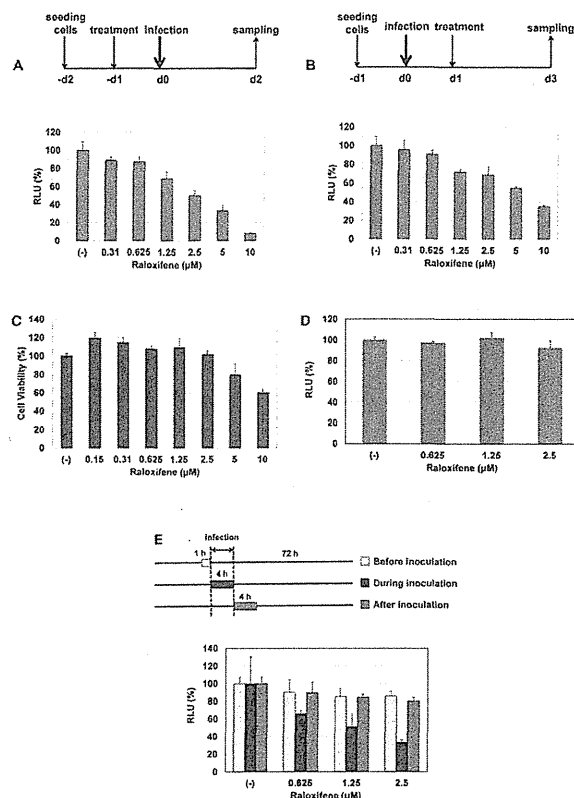 seeding cells treatment infection sampling
A
-d2 -d1 d0 d2
RLU (%)
120
100
80
60
40
20
0
(-) 0.31 0.625 1.25 2.5 5 10
Raloxifene (µM)
seeding cells infection treatment sampling
B
-d1 d0 d1 d3
RLU (%)
120
100
80
60
40
20
0
(-) 0.31 0.625 1.25 2.5 5 10
Raloxifene (µM)
C
Cell Viability (%)
140
120
100
80
60
40
20
0
(-) 0.15 0.31 0.625 1.25 2.5 5 10
Raloxifene (µM)
D
RLU (%)
120
100
80
60
40
20
0
(-) 0.625 1.25 2.5
Raloxifene (µM)
E
infection
1 h 72 h
Before inoculation
4 h
During inoculation
4 h
After inoculation
RLU (%)
140
120
100
80
60
40
20
0
(-) 0.625 1.25 2.5
Raloxifene (µM)